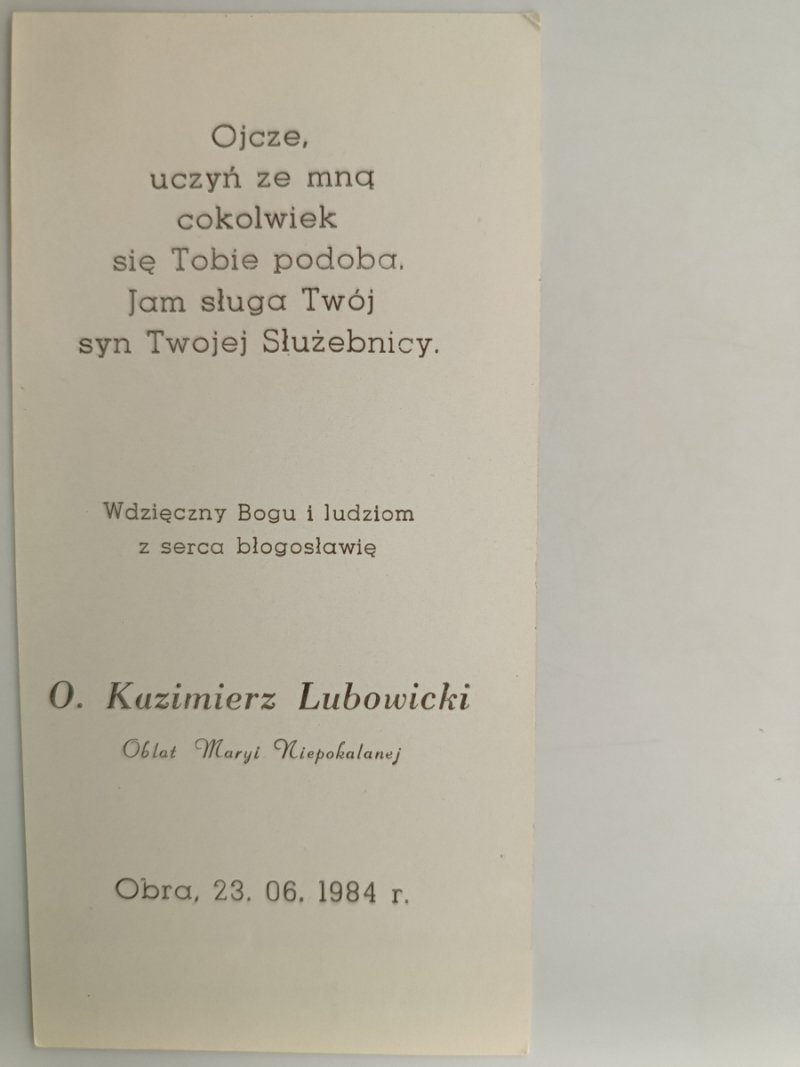 Ojcze,
uczyń ze mną
cokolwiek
się Tobie podoba.
Jam sługa Twój
syn Twojej Służebnicy.
Wdzięczny Bogu i ludziom
z serca błogosławię
O. Kazimierz Lubowicki
Oblat Maryi Niepokalanej
Obra, 23. 06. 1984 r.